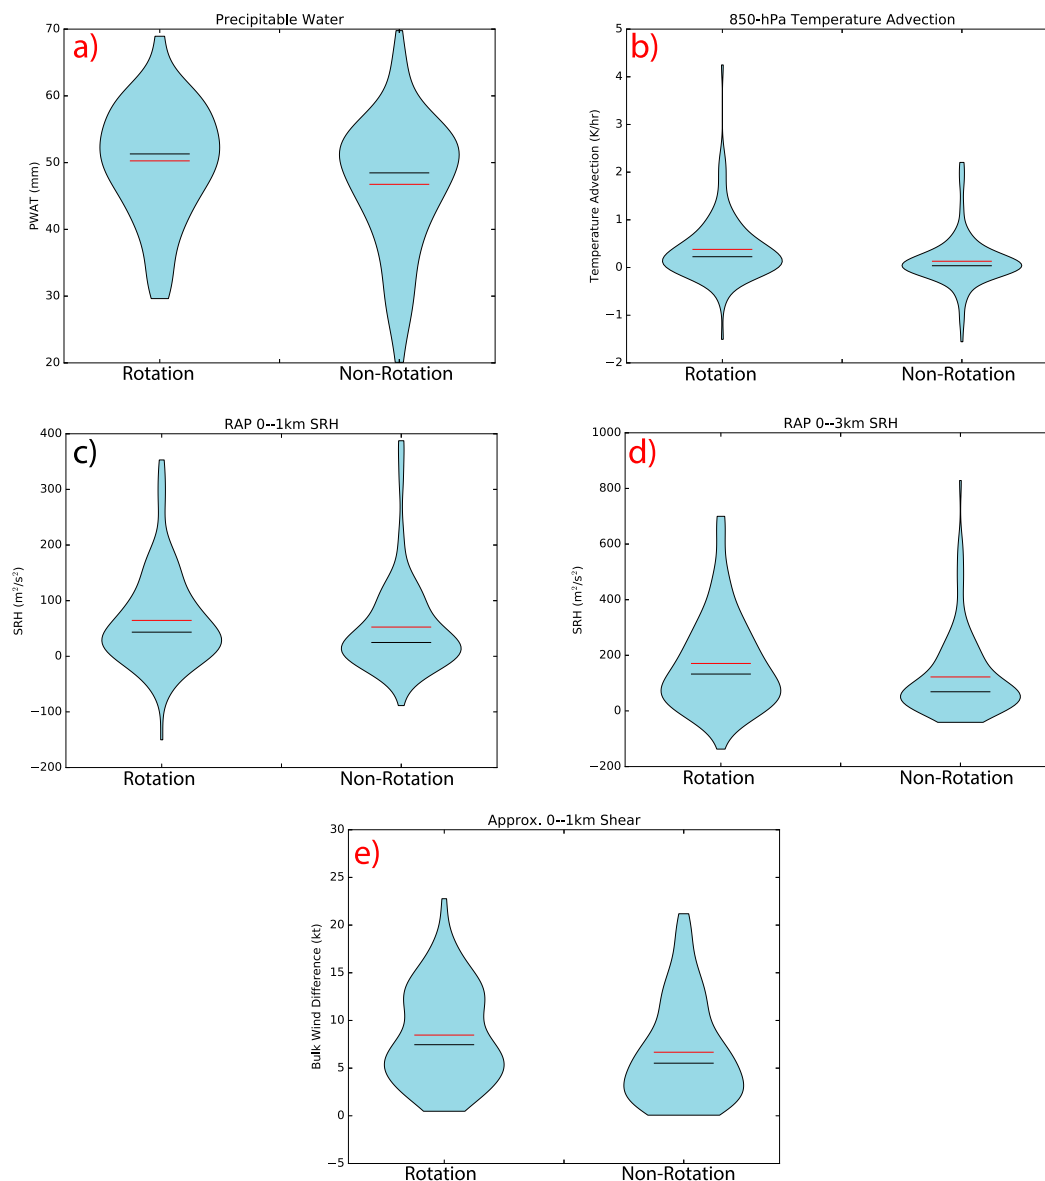 Precipitable Water
a)
PWAT (mm)
70
60
50
40
30
20
Rotation
Non-Rotation
850-hPa Temperature Advection
b)
Temperature Advection (K/hr)
5
4
3
2
1
0
−1
−2
Rotation
Non-Rotation
RAP 0--1km SRH
c)
SRH (m²/s²)
400
300
200
100
0
−100
−200
Rotation
Non-Rotation
RAP 0--3km SRH
d)
SRH (m²/s²)
1000
800
600
400
200
0
−200
Rotation
Non-Rotation
Approx. 0--1km Shear
e)
Bulk Wind Difference (kt)
30
25
20
15
10
5
0
−5
Rotation
Non-Rotation